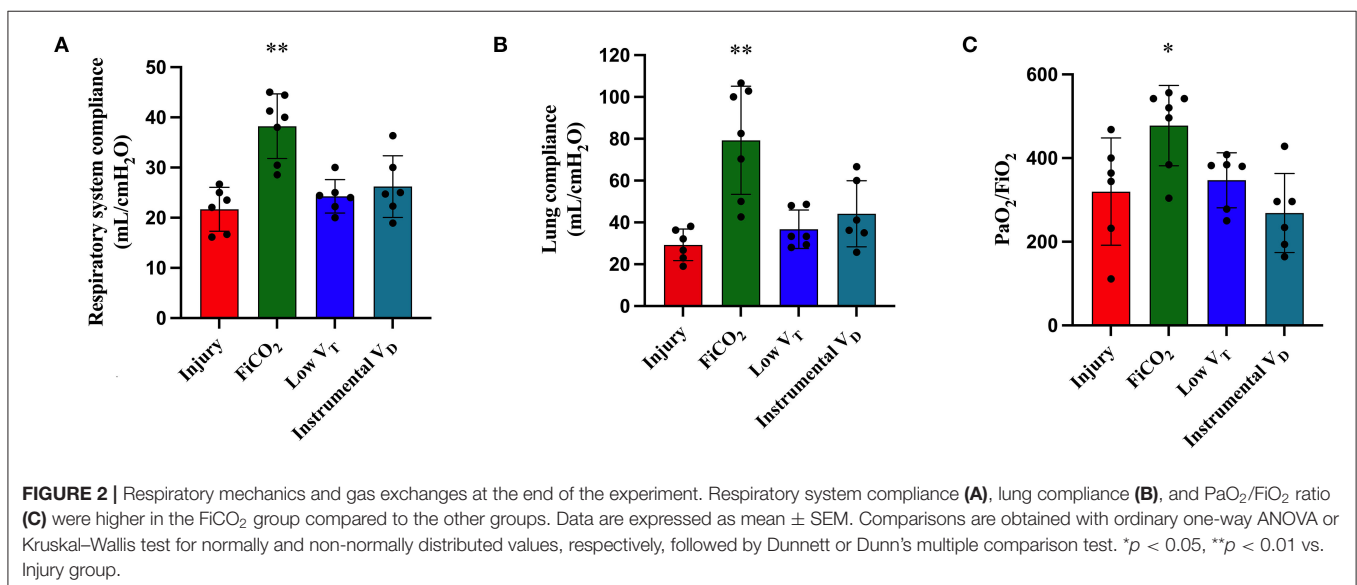 A
**
Respiratory system compliance
(mL/cmH₂O)
50
40
30
20
10
0
Injury
FiCO₂
Low V_T
Instrumental V_D
B
**
Lung compliance
(mL/cmH₂O)
120
100
80
60
40
20
0
Injury
FiCO₂
Low V_T
Instrumental V_D
C
*
PaO₂/FiO₂
600
400
200
0
Injury
FiCO₂
Low V_T
Instrumental V_D
FIGURE 2 | Respiratory mechanics and gas exchanges at the end of the experiment. Respiratory system compliance (A), lung compliance (B), and PaO₂/FiO₂ ratio
(C) were higher in the FiCO₂ group compared to the other groups. Data are expressed as mean ± SEM. Comparisons are obtained with ordinary one-way ANOVA or
Kruskal–Wallis test for normally and non-normally distributed values, respectively, followed by Dunnett or Dunn's multiple comparison test. *p < 0.05, **p < 0.01 vs.
Injury group.